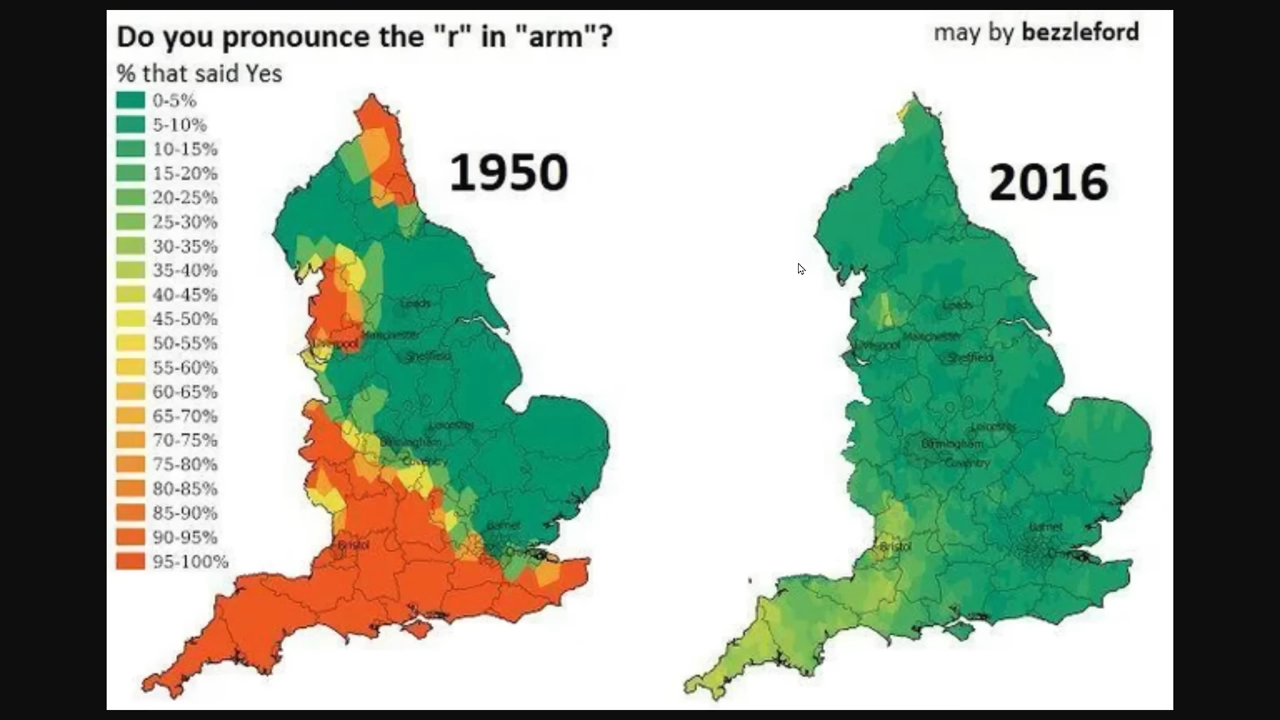 Do you pronounce the "r" in "arm"?
may by bezzleford
% that said Yes
0-5%
5-10%
10-15%
15-20%
20-25%
25-30%
30-35%
35-40%
40-45%
45-50%
50-55%
55-60%
60-65%
65-70%
70-75%
75-80%
80-85%
85-90%
90-95%
95-100%
1950
Leeds
Manchester
Liverpool
Sheffield
Leicester
Birmingham
Coventry
Barnet
Bristol
2016
Leeds
Manchester
Liverpool
Sheffield
Leicester
Birmingham
Coventry
Barnet
Bristol